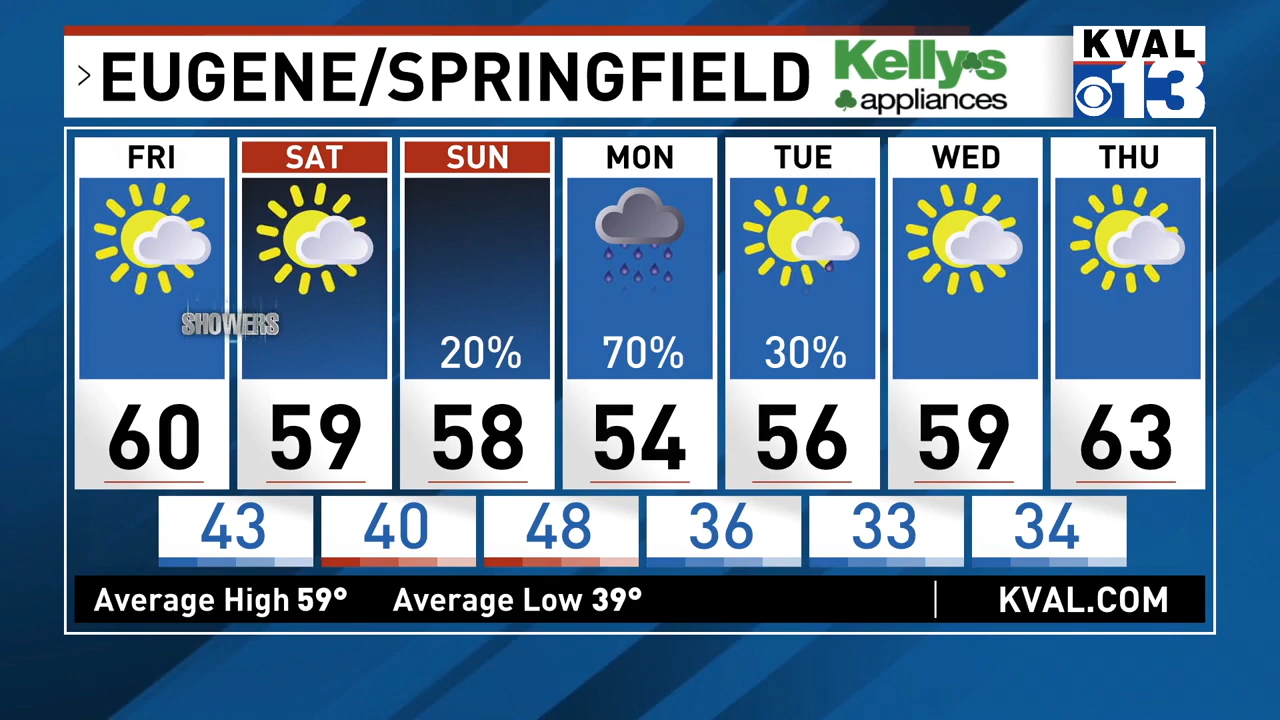 > EUGENE/SPRINGFIELD
Kelly's
appliances
KVAL
13
FRI SAT SUN MON TUE WED THU
SHOWERS
20% 70% 30%
60 59 58 54 56 59 63
43 40 48 36 33 34
Average High 59° Average Low 39° KVAL.COM